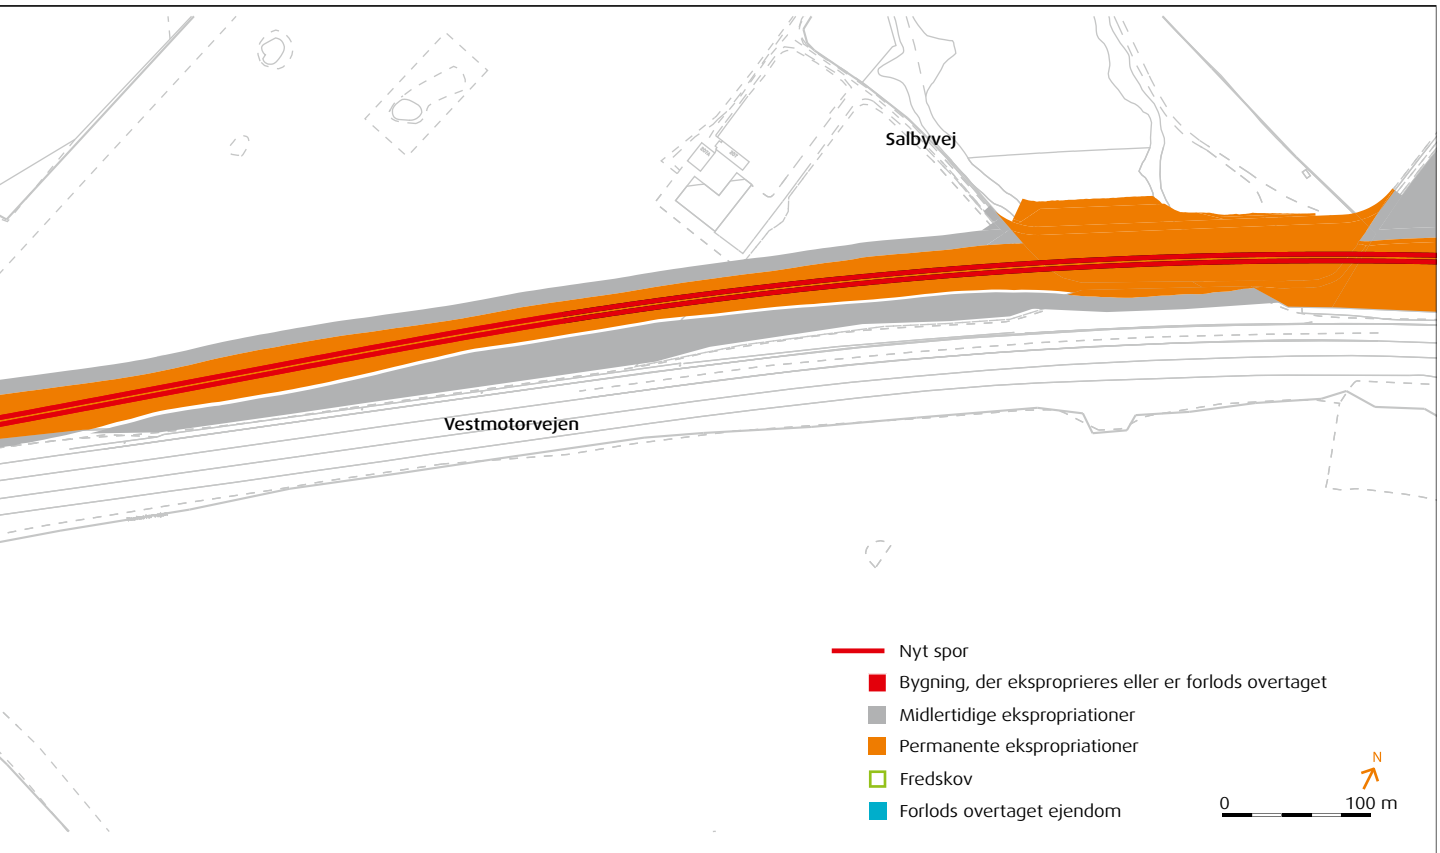 Salbyvej
Vestmotorvejen
Nyt spor
Bygning, der eksproprieres eller er forlods overtaget
Midlertidige ekspropriationer
Permanente ekspropriationer
Fredskov
Forlods overtaget ejendom
N
0 100 m